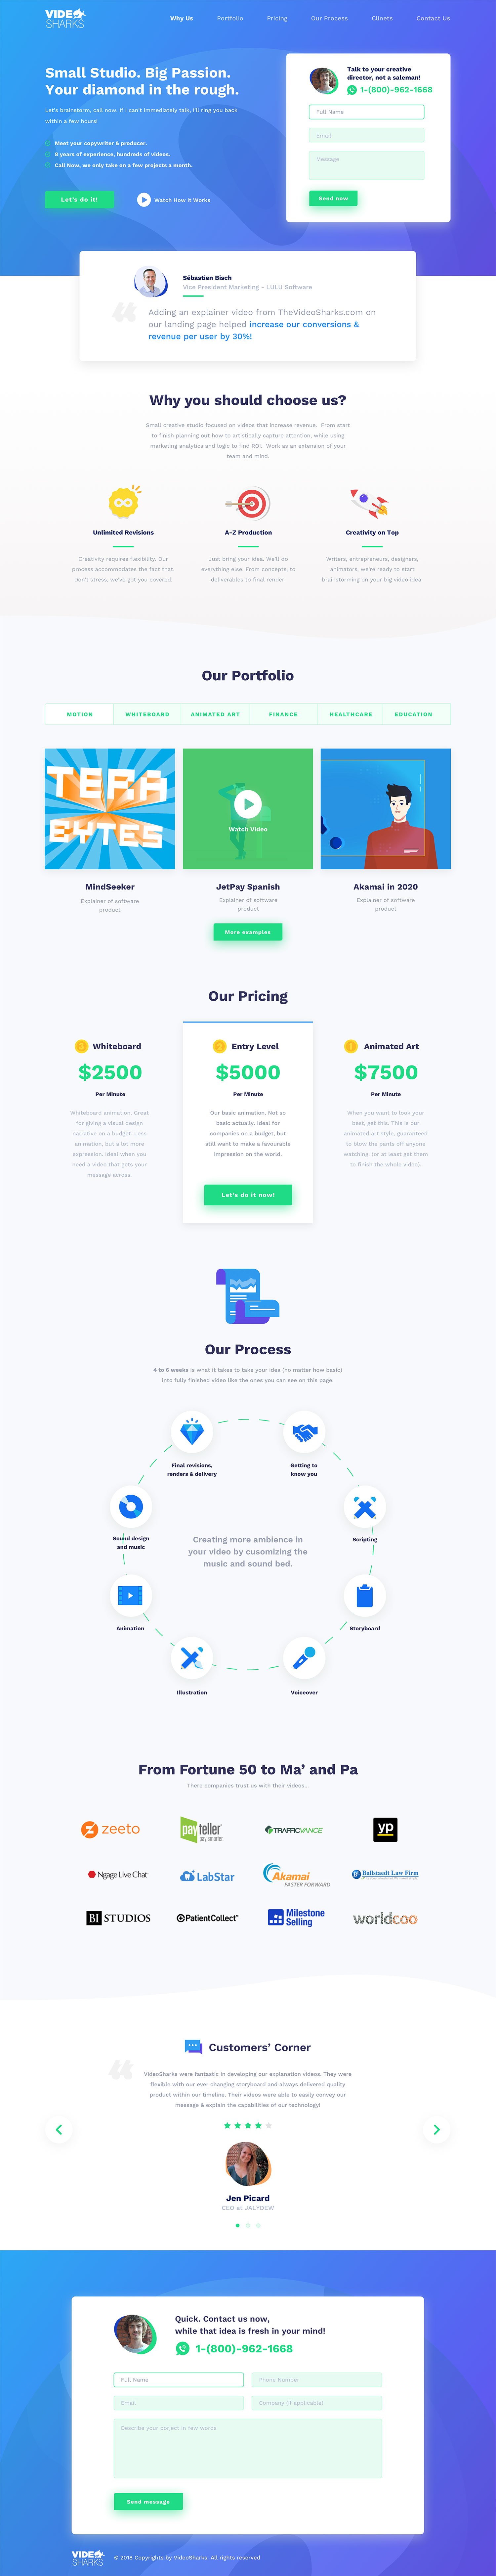 VIDEO
SHARKS
Why Us
Portfolio
Pricing
Our Process
Clinets
Contact Us
Small Studio. Big Passion.
Your diamond in the rough.
Let's brainstorm, call now. If I can't immediately talk, I'll ring you back
within a few hours!
Meet your copywriter & producer.
8 years of experience, hundreds of videos.
Call Now, we only take on a few projects a month.
Let's do it!
Watch How it Works
Talk to your creative
director, not a saleman!
1-(800)-962-1668
Full Name
Email
Message
Send now
Sébastien Bisch
Vice President Marketing - LULU Software
Adding an explainer video from TheVideoSharks.com on
our landing page helped increase our conversions &
revenue per user by 30%!
Why you should choose us?
Small creative studio focused on videos that increase revenue. From start
to finish planning out how to artistically capture attention, while using
marketing analytics and logic to find ROI. Work as an extension of your
team and mind.
Unlimited Revisions
Creativity requires flexibility. Our
process accommodates the fact that.
Don't stress, we've got you covered.
A-Z Production
Just bring your idea. We'll do
everything else. From concepts, to
deliverables to final render.
Creativity on Top
Writers, entrepreneurs, designers,
animators, we're ready to start
brainstorming on your big video idea.
Our Portfolio
MOTION
WHITEBOARD
ANIMATED ART
FINANCE
HEALTHCARE
EDUCATION
TERA
BYTES
Watch Video
MindSeeker
Explainer of software
product
JetPay Spanish
Explainer of software
product
Akamai in 2020
Explainer of software
product
More examples
Our Pricing
3 Whiteboard
$2500
Per Minute
Whiteboard animation. Great
for giving a visual design
narrative on a budget. Less
animation, but a lot more
expression. Ideal when you
need a video that gets your
message across.
2 Entry Level
$5000
Per Minute
Our basic animation. Not so
basic actually. Ideal for
companies on a budget, but
still want to make a favourable
impression on the world.
Let's do it now!
1 Animated Art
$7500
Per Minute
When you want to look your
best, get this. This is our
animated art style, guaranteed
to blow the pants off anyone
watching. (or at least get them
to finish the whole video).
Our Process
4 to 6 weeks is what it takes to take your idea (no matter how basic)
into fully finished video like the ones you can see on this page.
Final revisions,
renders & delivery
Getting to
know you
Sound design
and music
Scripting
Creating more ambience in
your video by cusomizing the
music and sound bed.
Animation
Storyboard
Illustration
Voiceover
From Fortune 50 to Ma' and Pa
There companies trust us with their videos...
zeeto
payteller
pay smarter.
TRAFFICVANCE
yp
Ngage Live Chat
LabStar
Akamai
FASTER FORWARD
Ballstaedt Law Firm
BI STUDIOS
PatientCollect
Milestone
Selling
worldcoo
Customers' Corner
VideoSharks were fantastic in developing our explanation videos. They were
flexible with our ever changing storyboard and always delivered quality
product within our timeline. Their videos were able to easily convey our
message & explain the capabilities of our technology!
Jen Picard
CEO at JALYDEW
Quick. Contact us now,
while that idea is fresh in your mind!
1-(800)-962-1668
Full Name
Phone Number
Email
Company (if applicable)
Describe your porject in few words
Send message
VIDEO
SHARKS
© 2018 Copyrights by VideoSharks. All rights reserved